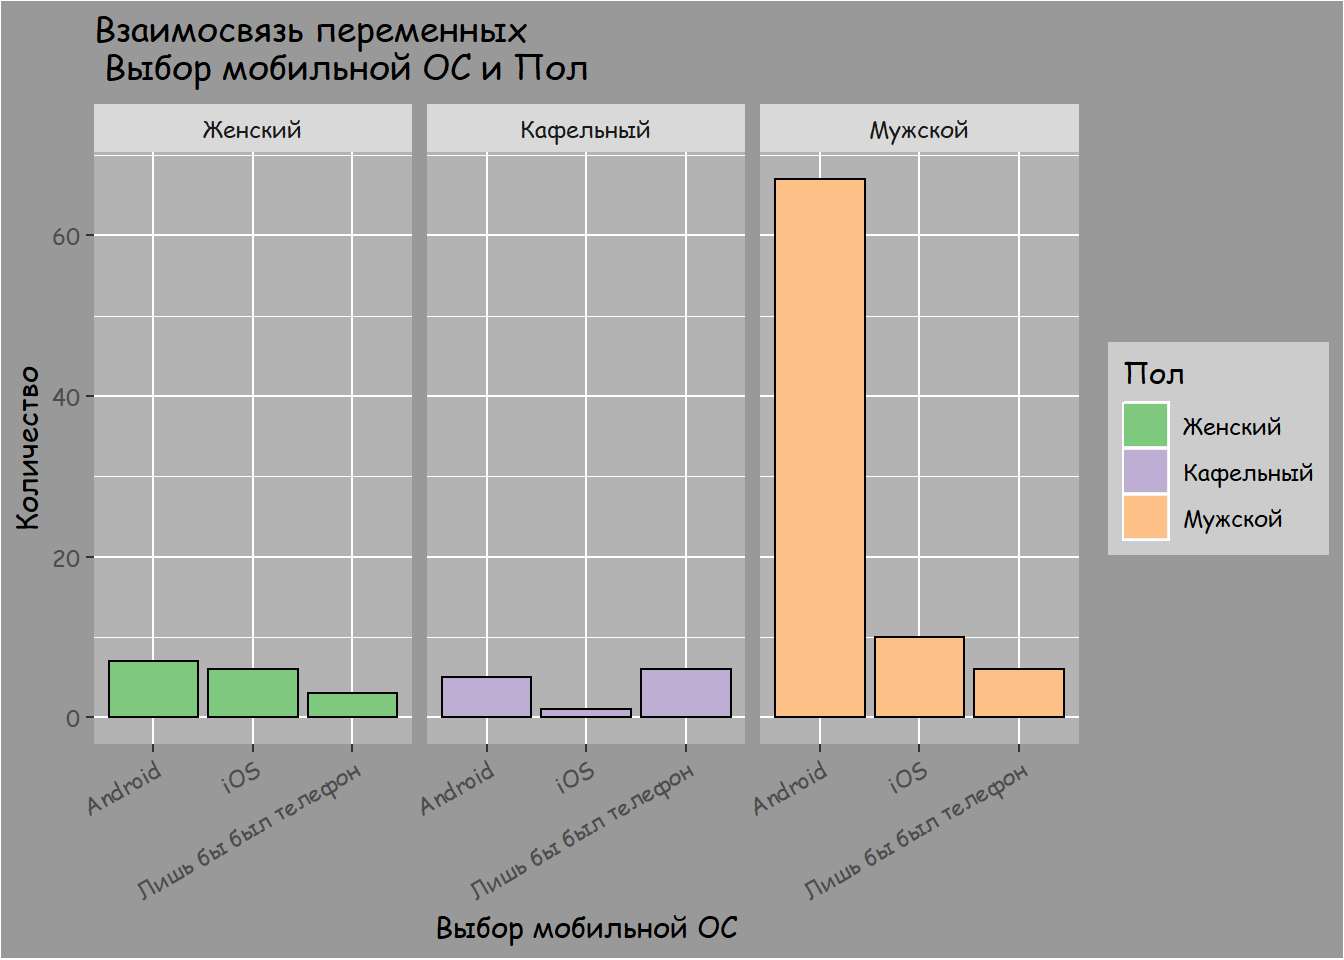 Взаимосвязь переменных
Выбор мобильной ОС и Пол
Женский
Кафельный
Мужской
Количество
60
40
20
0
Android
iOS
Лишь бы был телефон
Android
iOS
Лишь бы был телефон
Android
iOS
Лишь бы был телефон
Выбор мобильной ОС
Пол
Женский
Кафельный
Мужской